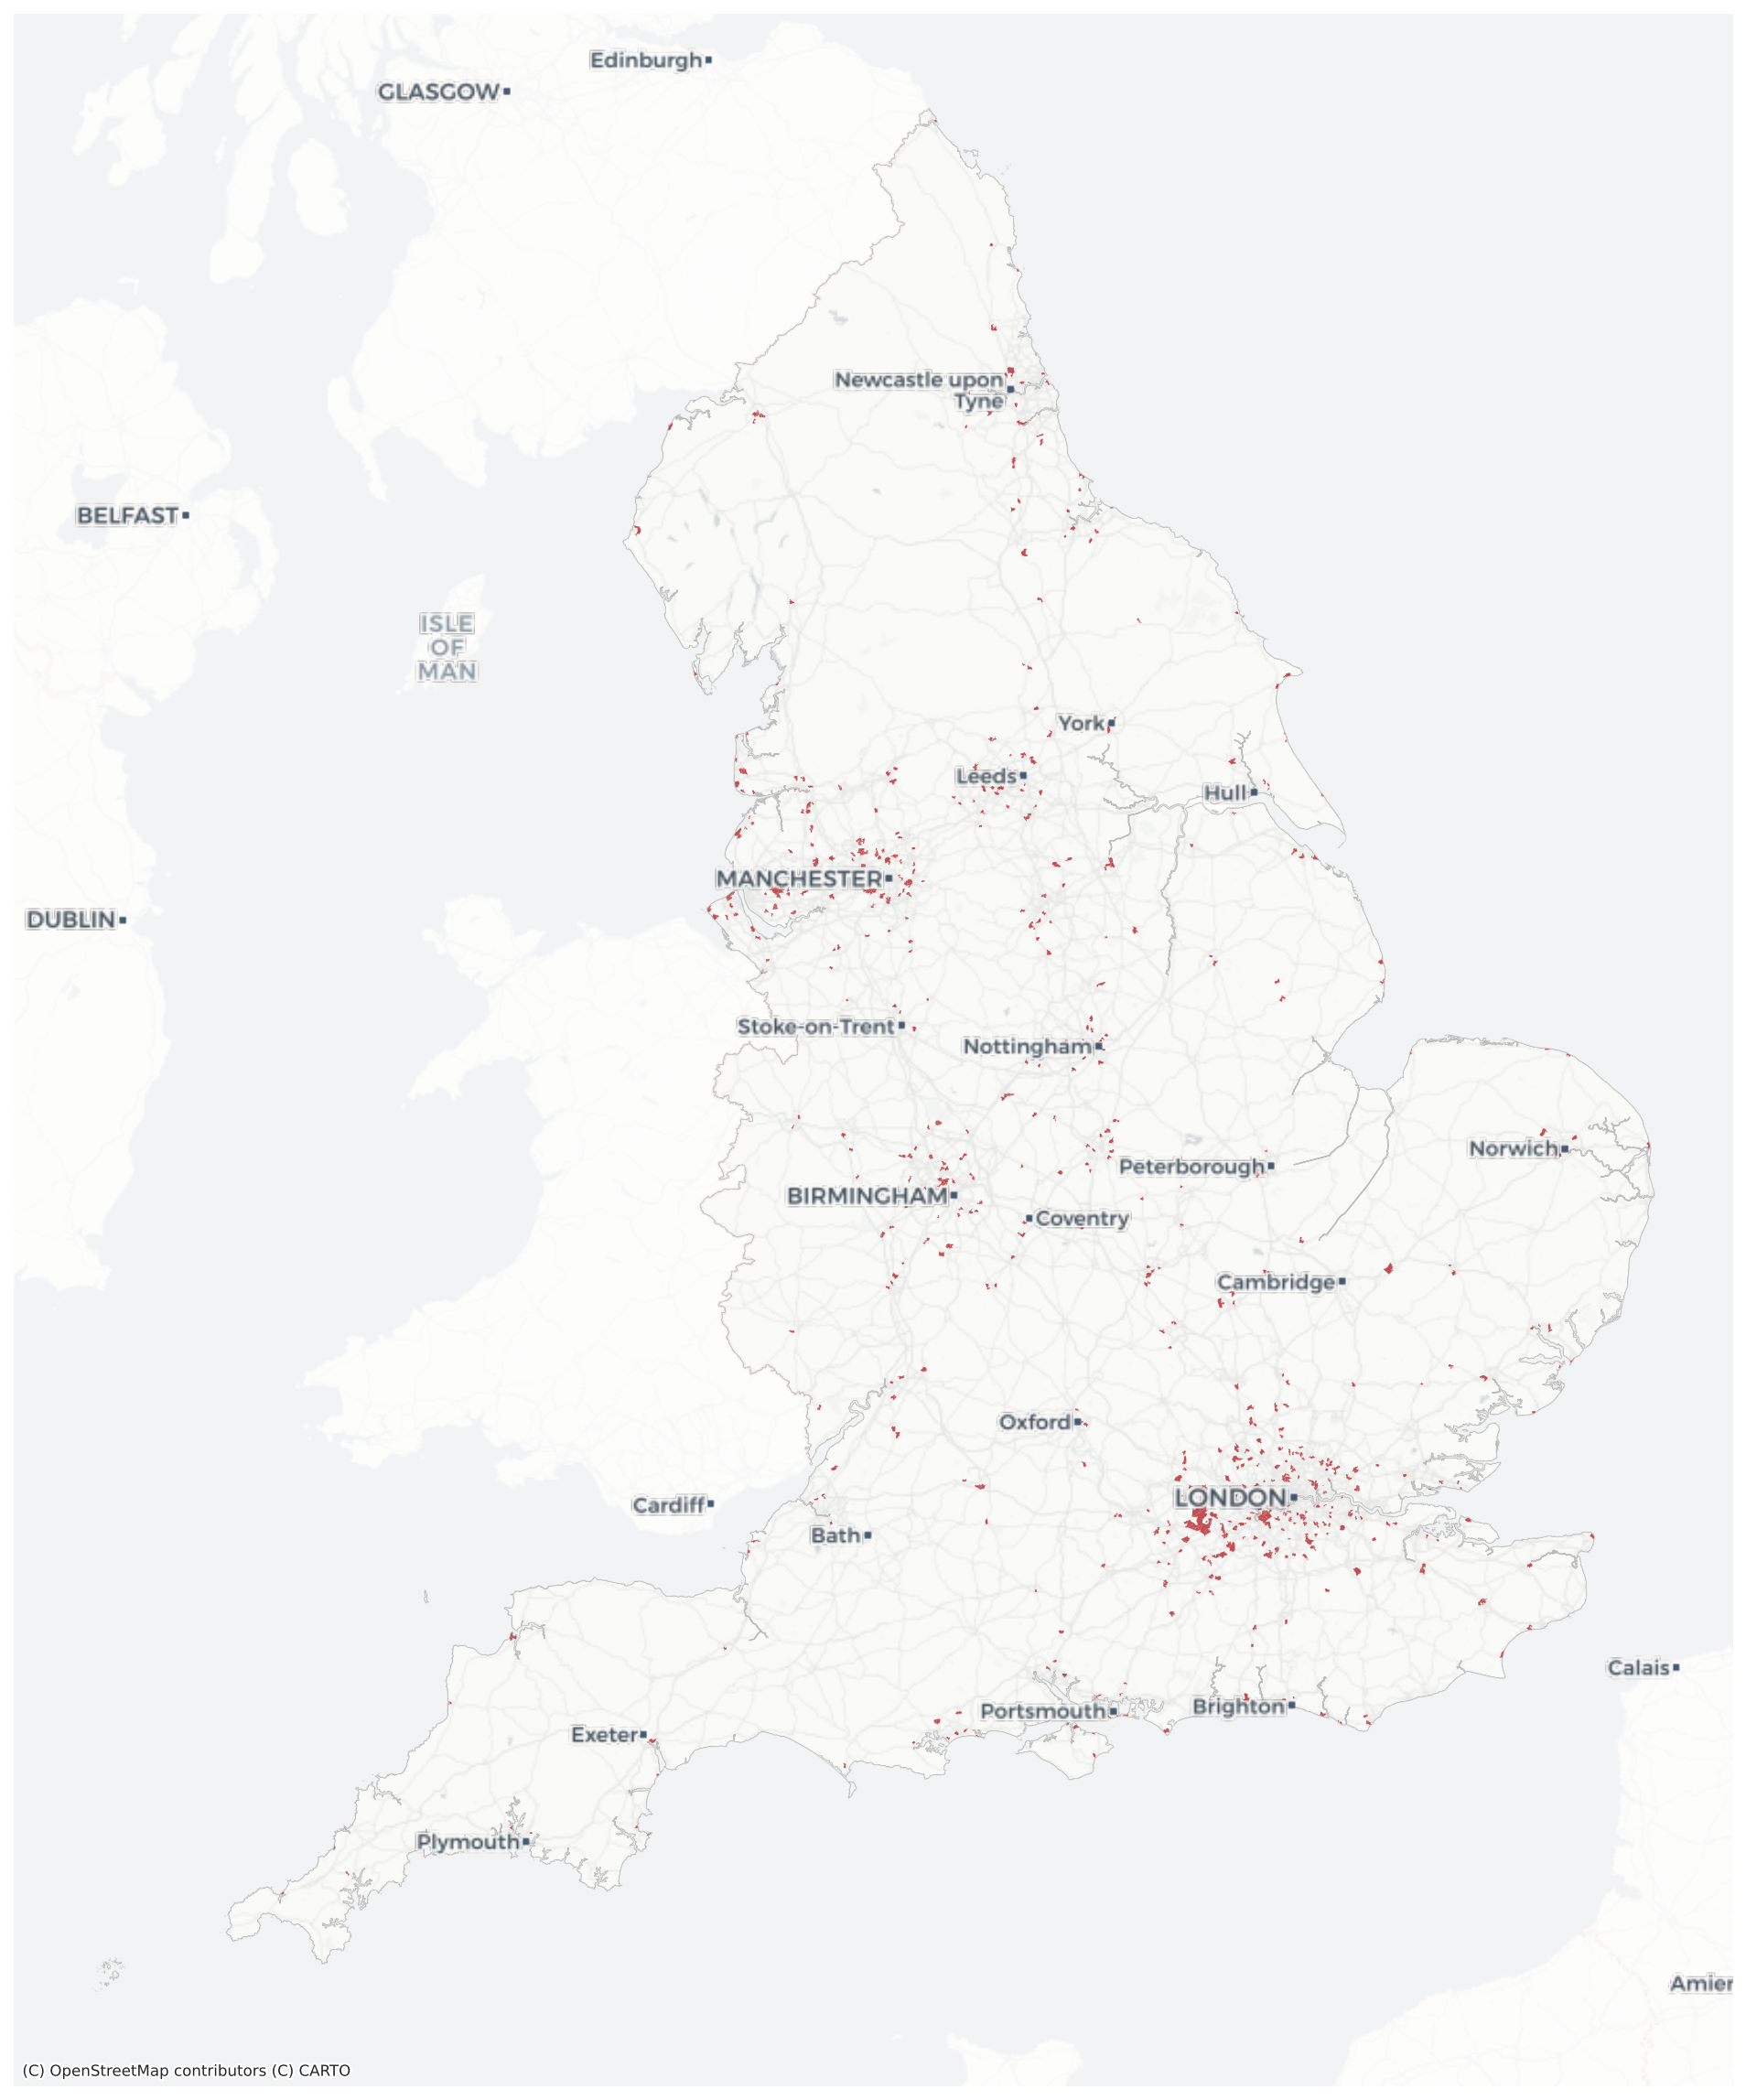 Edinburgh
GLASGOW
Newcastle upon
Tyne
BELFAST
ISLE
OF
MAN
York
Leeds
Hull
MANCHESTER
DUBLIN
Stoke-on-Trent
Nottingham
Norwich
Peterborough
BIRMINGHAM
Coventry
Cambridge
Oxford
LONDON
Cardiff
Bath
Calais
Portsmouth
Brighton
Exeter
Plymouth
Amier
(C) OpenStreetMap contributors (C) CARTO